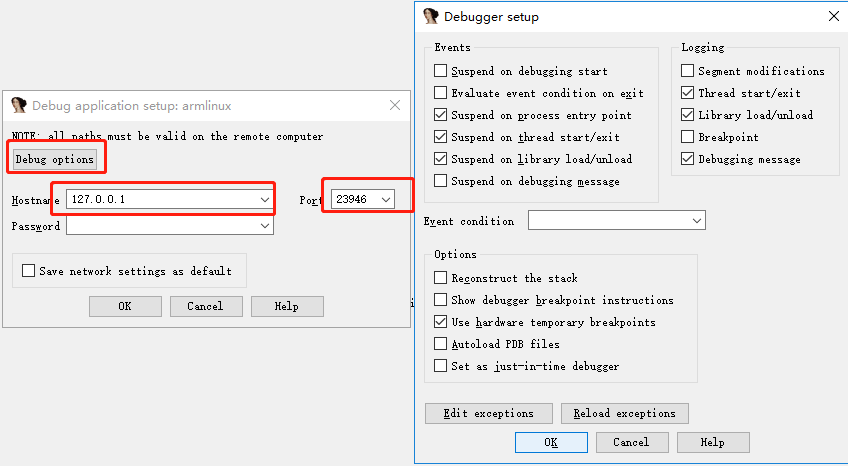 Debug application setup: armlinux
NOTE: all paths must be valid on the remote computer
Debug options
Hostname 127.0.0.1 Port 23946
Password
Save network settings as default
OK Cancel Help
Debugger setup
Events
Suspend on debugging start
Evaluate event condition on exit
Suspend on process entry point
Suspend on thread start/exit
Suspend on library load/unload
Suspend on debugging message
Logging
Segment modifications
Thread start/exit
Library load/unload
Breakpoint
Debugging message
Event condition
Options
Reconstruct the stack
Show debugger breakpoint instructions
Use hardware temporary breakpoints
Autoload PDB files
Set as just-in-time debugger
Edit exceptions Reload exceptions
OK Cancel Help